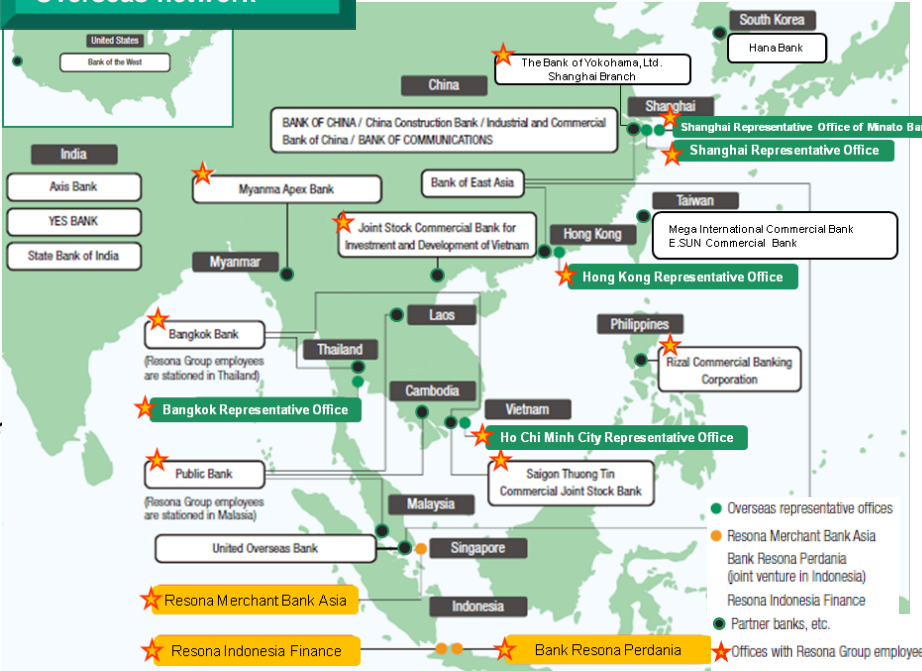 Overseas network
United States
Bank of the West
South Korea
Hana Bank
The Bank of Yokohama, Ltd.
Shanghai Branch
China
BANK OF CHINA / China Construction Bank / Industrial and Commercial
Bank of China / BANK OF COMMUNICATIONS
Shanghai
Shanghai Representative Office of Minato Ban
Shanghai Representative Office
India
Axis Bank
YES BANK
State Bank of India
Myanma Apex Bank
Bank of East Asia
Taiwan
Mega International Commercial Bank
E.SUN Commercial Bank
Joint Stock Commercial Bank for
Investment and Development of Vietnam
Hong Kong
Myanmar
Hong Kong Representative Office
Laos
Philippines
Bangkok Bank
(Resona Group employees
are stationed in Thailand)
Thailand
Rizal Commercial Banking
Corporation
Cambodia
Bangkok Representative Office
Vietnam
Ho Chi Minh City Representative Office
Public Bank
(Resona Group employees
are stationed in Malasia)
Saigon Thuong Tin
Commercial Joint Stock Bank
Malaysia
United Overseas Bank
Singapore
Resona Merchant Bank Asia
Indonesia
Resona Indonesia Finance
Bank Resona Perdania
Overseas representative offices
Resona Merchant Bank Asia
Bank Resona Perdania
(joint venture in Indonesia)
Resona Indonesia Finance
Partner banks, etc.
Offices with Resona Group employee